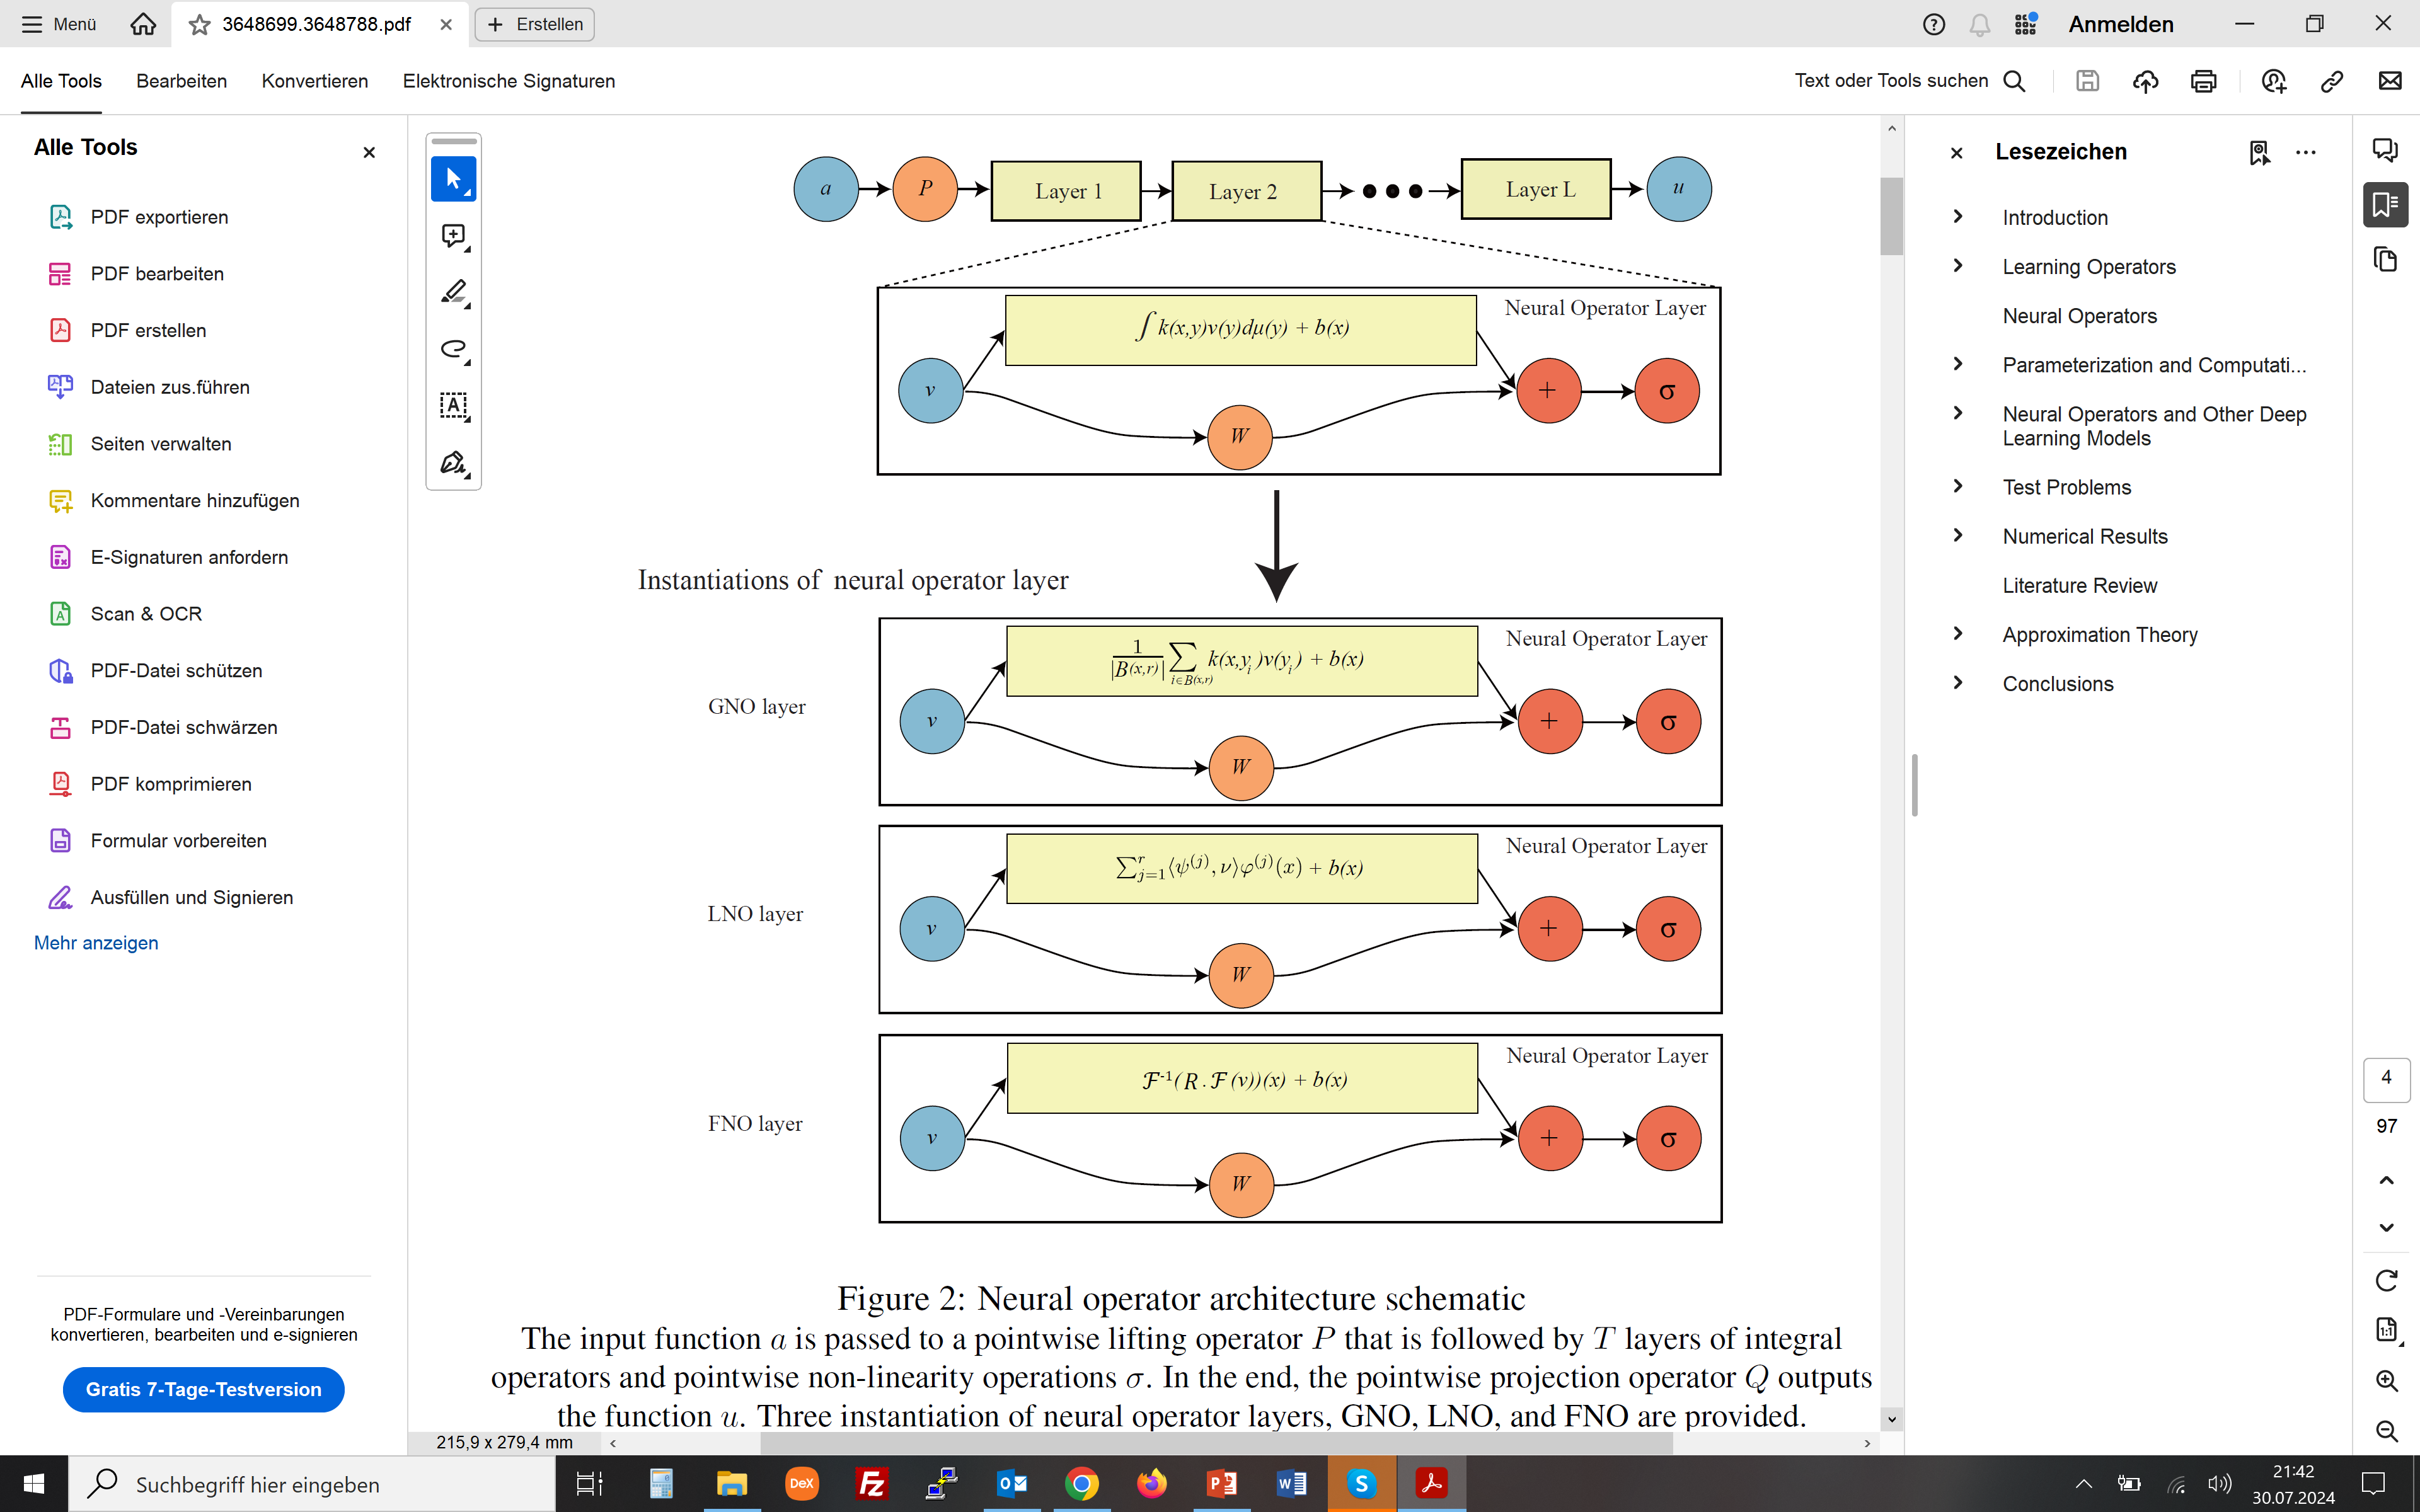 Menü
3648699.3648788.pdf
Erstellen
Anmelden
Alle Tools
Bearbeiten
Konvertieren
Elektronische Signaturen
Text oder Tools suchen
Alle Tools
PDF exportieren
PDF bearbeiten
PDF erstellen
Dateien zus.führen
Seiten verwalten
Kommentare hinzufügen
E-Signaturen anfordern
Scan & OCR
PDF-Datei schützen
PDF-Datei schwärzen
PDF komprimieren
Formular vorbereiten
Ausfüllen und Signieren
Mehr anzeigen
PDF-Formulare und -Vereinbarungen
konvertieren, bearbeiten und e-signieren
Gratis 7-Tage-Testversion
a
P
Layer 1
Layer 2
Layer L
u
Neural Operator Layer
∫ k(x,y)v(y)dμ(y) + b(x)
v
W
+
σ
Instantiations of neural operator layer
GNO layer
Neural Operator Layer
1/|B(x,r)| ∑ i∈B(x,r) k(x,y_i)v(y_i) + b(x)
v
W
+
σ
LNO layer
Neural Operator Layer
∑_{j=1}^{r}⟨ψ^(j), ν⟩φ^(j)(x) + b(x)
v
W
+
σ
FNO layer
Neural Operator Layer
ℱ⁻¹(R . ℱ(v))(x) + b(x)
v
W
+
σ
Figure 2: Neural operator architecture schematic
The input function a is passed to a pointwise lifting operator P that is followed by T layers of integral
operators and pointwise non-linearity operations σ. In the end, the pointwise projection operator Q outputs
the function u. Three instantiation of neural operator layers, GNO, LNO, and FNO are provided.
215,9 x 279,4 mm
Lesezeichen
Introduction
Learning Operators
Neural Operators
Parameterization and Computati...
Neural Operators and Other Deep
Learning Models
Test Problems
Numerical Results
Literature Review
Approximation Theory
Conclusions
4
97
1:1
Suchbegriff hier eingeben
DeX
21:42
30.07.2024